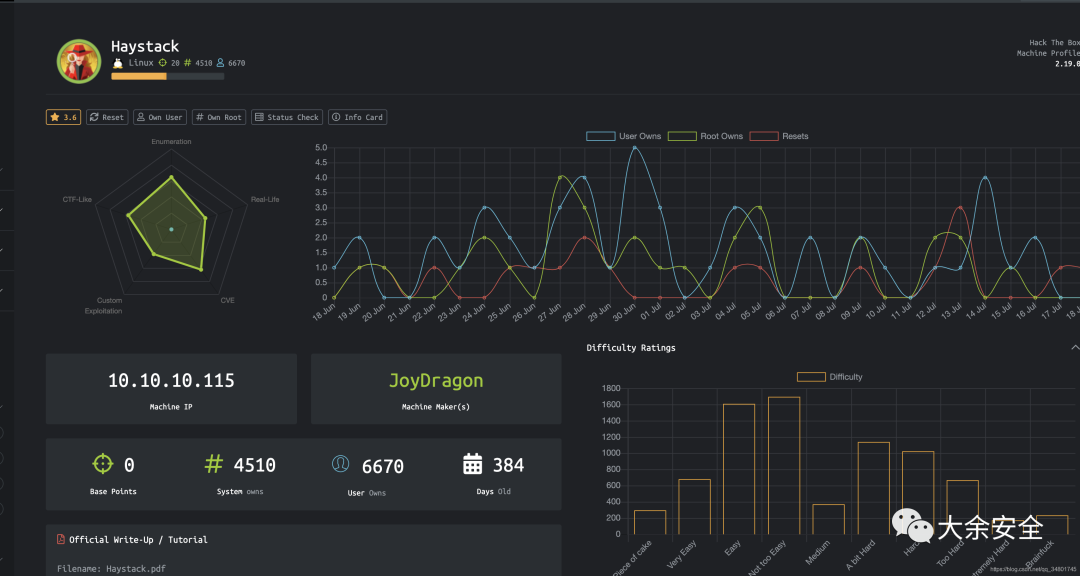 Haystack
Linux 20 # 4510 6670
Hack The Box
Machine Profile
2.19.0
3.6 Reset Own User # Own Root Status Check Info Card
Enumeration
Real-Life
CVE
Custom
Exploitation
CTF-Like
User Owns Root Owns Resets
5.0
4.5
4.0
3.5
3.0
2.5
2.0
1.5
1.0
0.5
0
18 Jun 19 Jun 20 Jun 21 Jun 22 Jun 23 Jun 24 Jun 25 Jun 26 Jun 27 Jun 28 Jun 29 Jun 30 Jun 01 Jul 02 Jul 03 Jul 04 Jul 05 Jul 06 Jul 07 Jul 08 Jul 09 Jul 10 Jul 11 Jul 12 Jul 13 Jul 14 Jul 15 Jul 16 Jul 17 Jul
10.10.10.115
Machine IP
JoyDragon
Machine Maker(s)
0
Base Points
# 4510
System owns
6670
User Owns
384
Days Old
Official Write-Up / Tutorial
Filename: Haystack.pdf
Difficulty Ratings
Difficulty
1800
1600
1400
1200
1000
800
600
400
200
0
Piece of cake Very Easy Easy Not too Easy Medium A bit Hard Hard Too Hard Brainfuck
大余安全
https://blog.csdn.net/qq_34801745